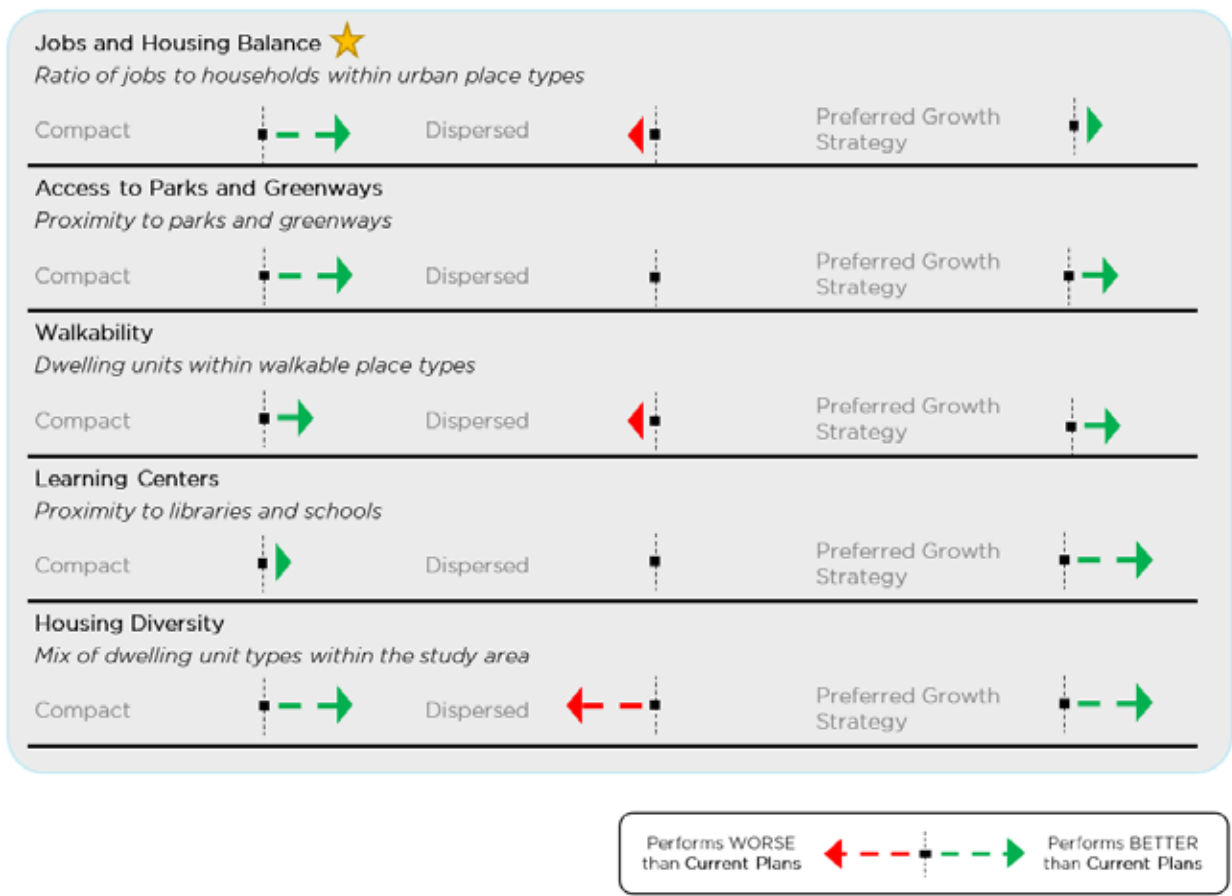 Jobs and Housing Balance
Ratio of jobs to households within urban place types
Compact
Dispersed
Preferred Growth
Strategy
Access to Parks and Greenways
Proximity to parks and greenways
Compact
Dispersed
Preferred Growth
Strategy
Walkability
Dwelling units within walkable place types
Compact
Dispersed
Preferred Growth
Strategy
Learning Centers
Proximity to libraries and schools
Compact
Dispersed
Preferred Growth
Strategy
Housing Diversity
Mix of dwelling unit types within the study area
Compact
Dispersed
Preferred Growth
Strategy
Performs WORSE
than Current Plans
Performs BETTER
than Current Plans